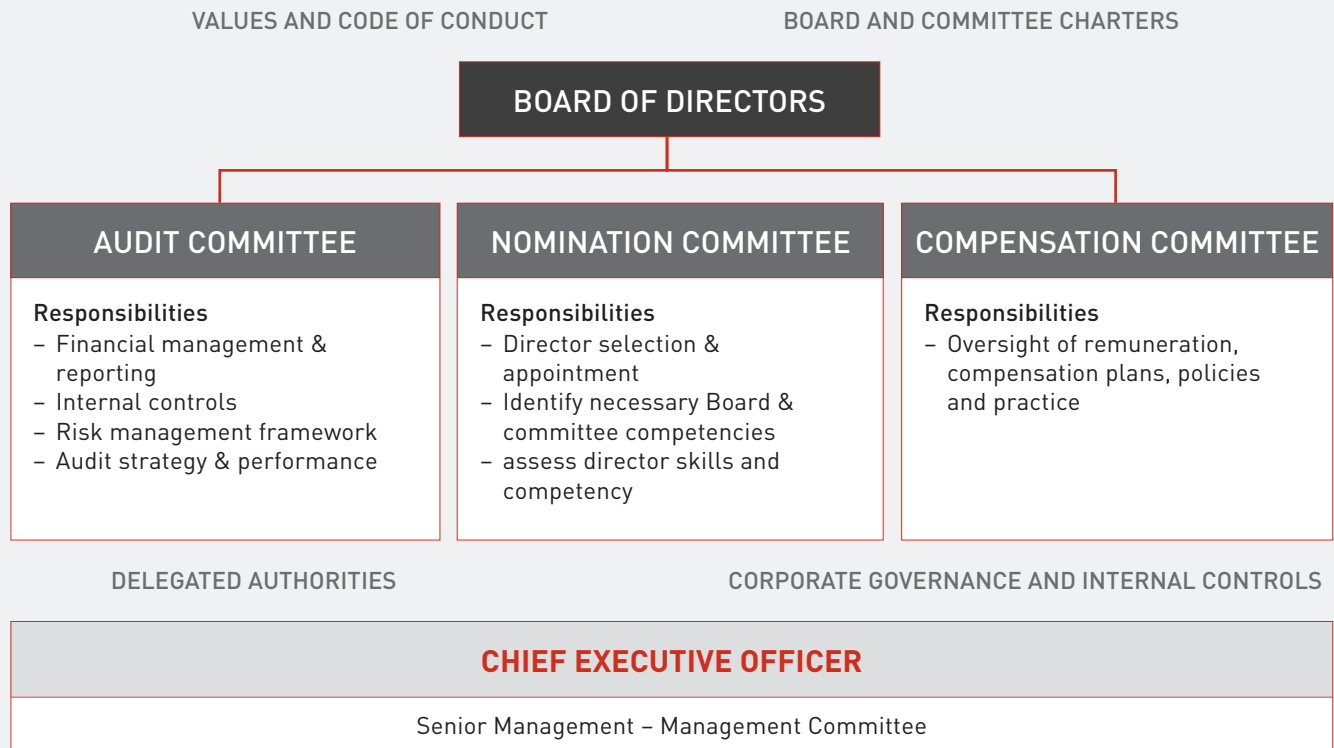 VALUES AND CODE OF CONDUCT
BOARD AND COMMITTEE CHARTERS
BOARD OF DIRECTORS
AUDIT COMMITTEE
Responsibilities
– Financial management &
reporting
– Internal controls
– Risk management framework
– Audit strategy & performance
NOMINATION COMMITTEE
Responsibilities
– Director selection &
appointment
– Identify necessary Board &
committee competencies
– assess director skills and
competency
COMPENSATION COMMITTEE
Responsibilities
– Oversight of remuneration,
compensation plans, policies
and practice
DELEGATED AUTHORITIES
CORPORATE GOVERNANCE AND INTERNAL CONTROLS
CHIEF EXECUTIVE OFFICER
Senior Management – Management Committee